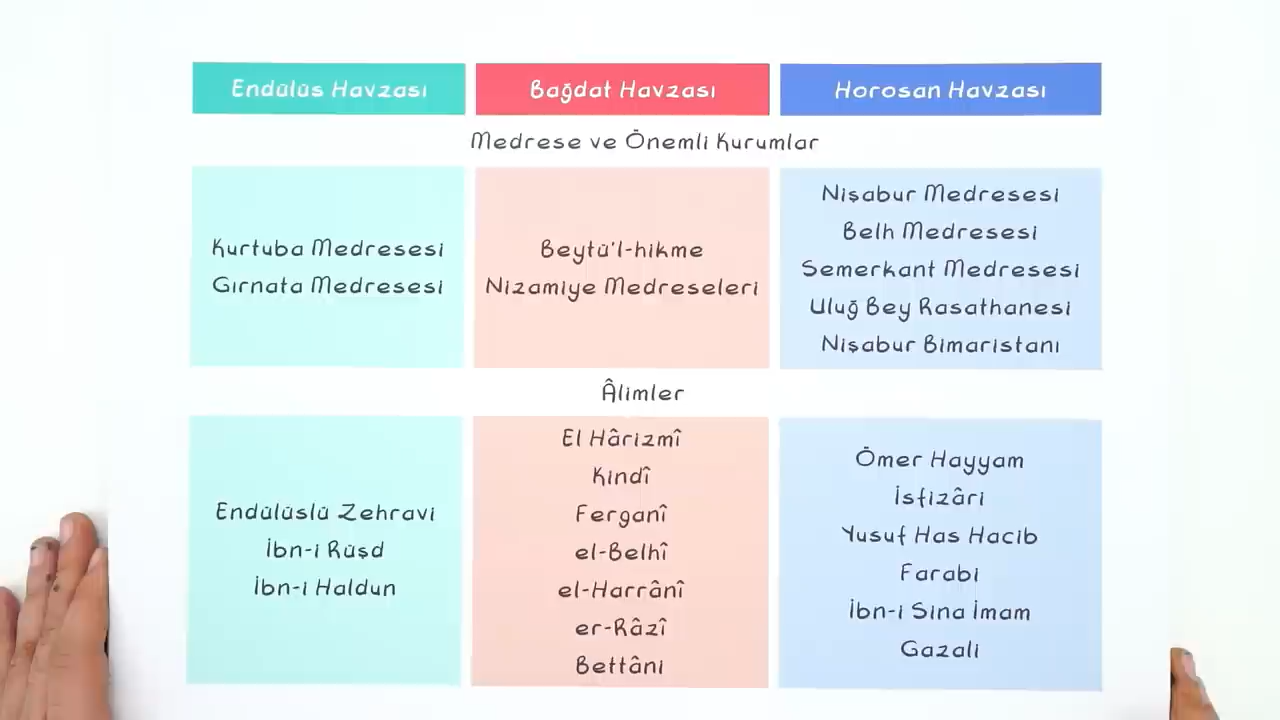 Endülüs Havzası
Bağdat Havzası
Horosan Havzası
Medrese ve Önemli Kurumlar
Kurtuba Medresesi
Gırnata Medresesi
Beytü'l-hikme
Nizamiye Medreseleri
Nişabur Medresesi
Belh Medresesi
Semerkant Medresesi
Uluğ Bey Rasathanesi
Nişabur Bimaristanı
Âlimler
Endülüslü Zehravi
İbn-i Rüşd
İbn-i Haldun
El Hârizmî
Kindî
Ferganî
el-Belhî
el-Harrânî
er-Râzî
Bettâni
Ömer Hayyam
İsfizâri
Yusuf Has Hacib
Farabi
İbn-i Sina İmam
Gazali